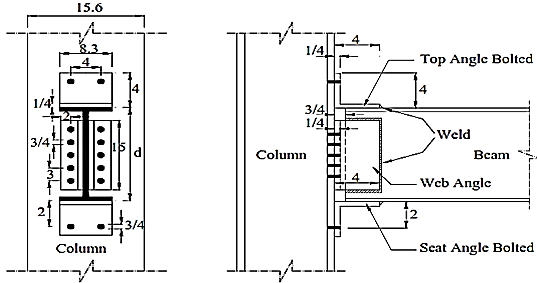 15.6
8.3
4
4
1/4
2
3/4
15
d
3
2
3/4
Column
4
1/4
Top Angle Bolted
4
3/4
1/4
Weld
Column
Beam
4
Web Angle
2
Seat Angle Bolted